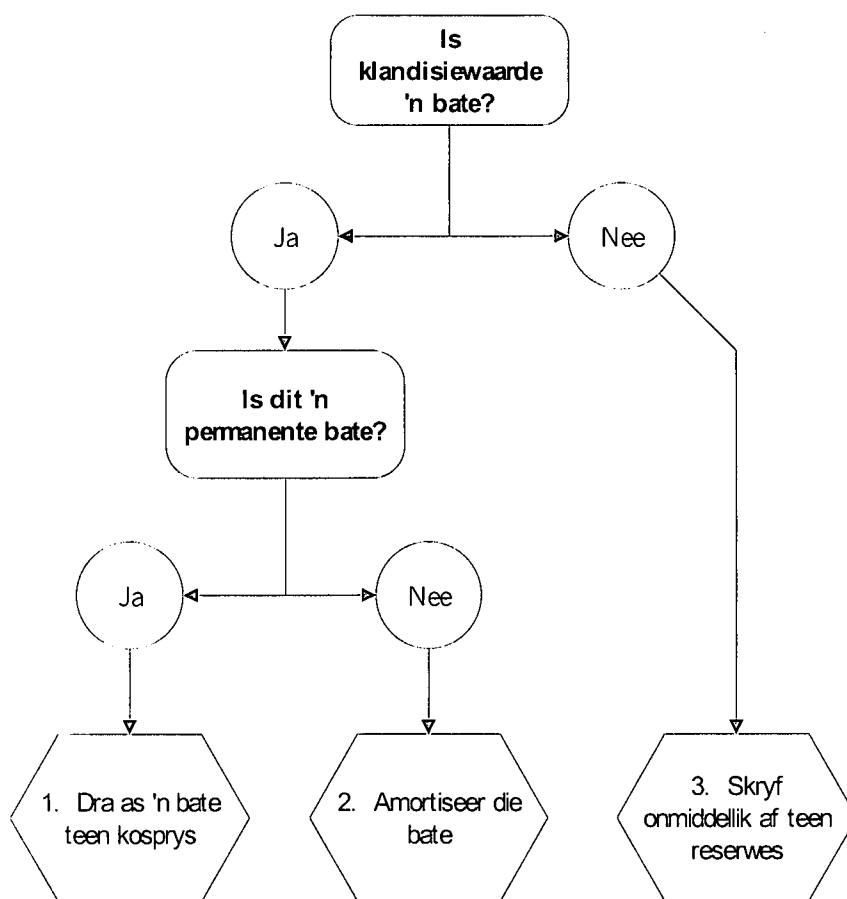 Is
klandisiewaarde
'n bate?
Ja
Nee
Is dit 'n
permanente bate?
Ja
Nee
1. Dra as 'n bate
teen kosprys
2. Amortiseer die
bate
3. Skryf
onmiddellik af teen
reserwes